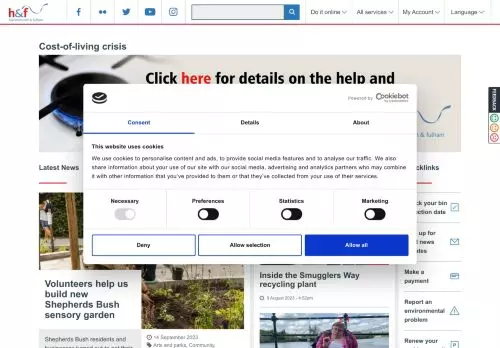 h&f
hammersmith & fulham
Do it online
All services
My Account
Language
Cost-of-living crisis
Click here for details on the help and
& fulham
FEEDBACK
Powered by Cookiebot
Consent
Details
About
This website uses cookies
We use cookies to personalise content and ads, to provide social media features and to analyse our traffic. We also
share information about your use of our site with our social media, advertising and analytics partners who may combine
it with other information that you've provided to them or that they've collected from your use of their services.
Necessary
Preferences
Statistics
Marketing
Deny
Allow selection
Allow all
Latest News
cklinks
ck your bin
ction date
up for
news
ates
Make a
payment
Report an
environmental
problem
Renew your
Volunteers help us
build new
Shepherds Bush
sensory garden
14 September 2023
Arts and parks, Community,
Shepherds Bush residents and
Inside the Smugglers Way
recycling plant
9 August 2023 - 4:50pm